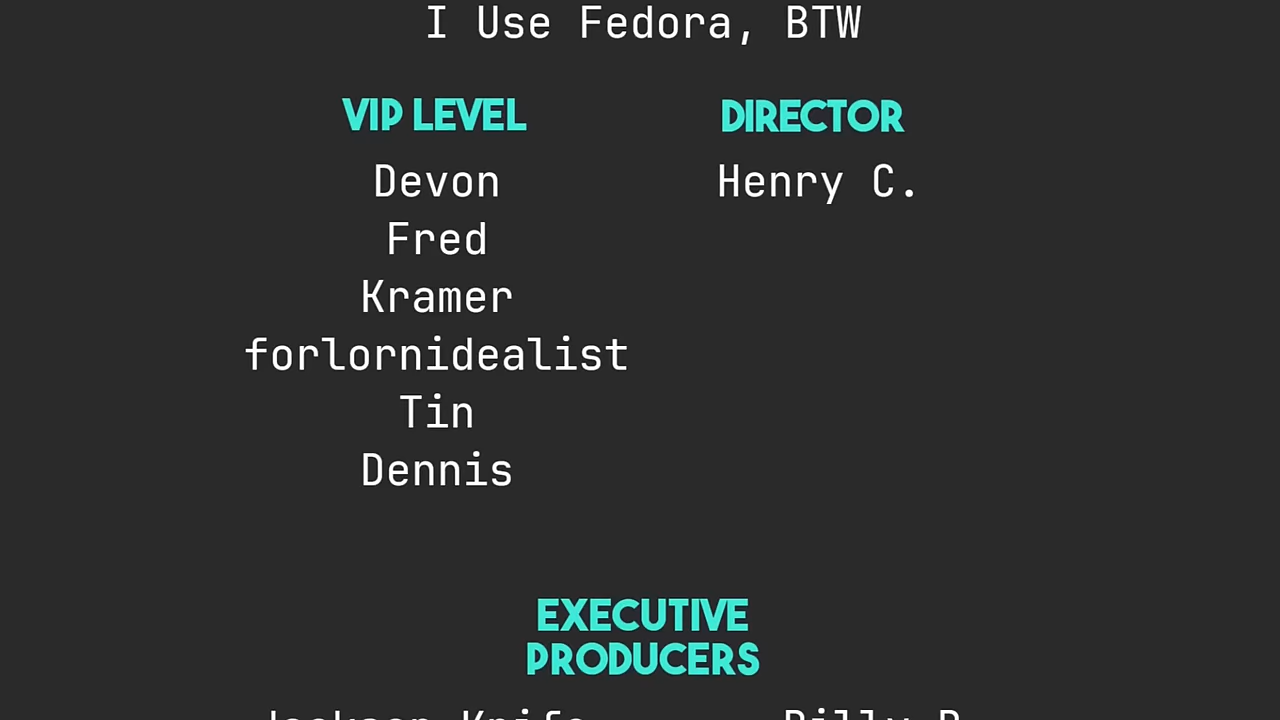 I Use Fedora, BTW
VIP LEVEL
Devon
Fred
Kramer
forlornidealist
Tin
Dennis
DIRECTOR
Henry C.
EXECUTIVE
PRODUCERS